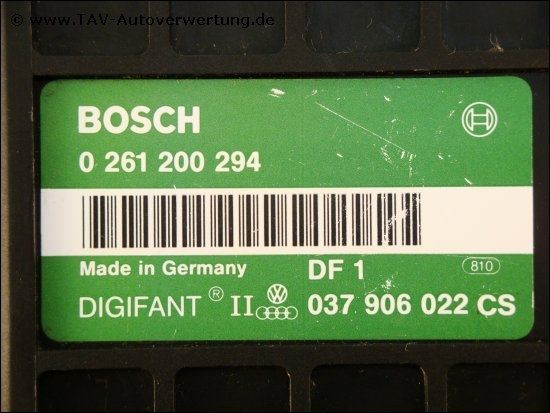 © www.TAV-Autoverwertung.de
BOSCH
0 261 200 294
Made in Germany DF 1 810
DIGIFANT ® II 037 906 022 CS